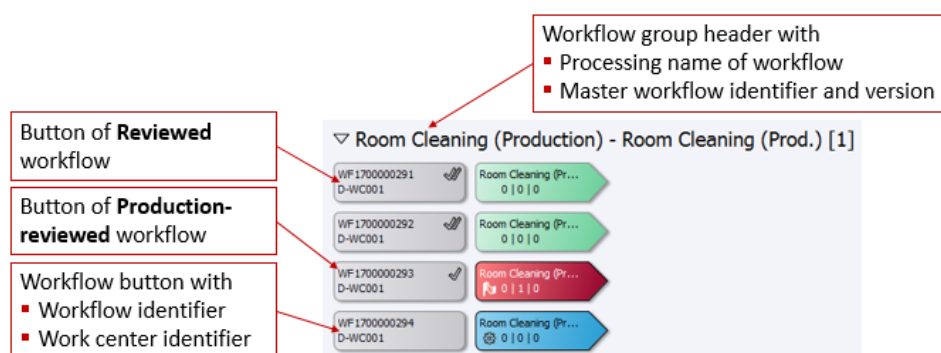 Workflow group header with
▪ Processing name of workflow
▪ Master workflow identifier and version
Button of Reviewed
workflow
Button of Production-
reviewed workflow
Workflow button with
▪ Workflow identifier
▪ Work center identifier
Room Cleaning (Production) - Room Cleaning (Prod.) [1]
WF1700000291
D-WC001
Room Cleaning (Pr...
0 | 0 | 0
WF1700000292
D-WC001
Room Cleaning (Pr...
0 | 0 | 0
WF1700000293
D-WC001
Room Cleaning (Pr...
0 | 1 | 0
WF1700000294
D-WC001
Room Cleaning (Pr...
0 | 0 | 0